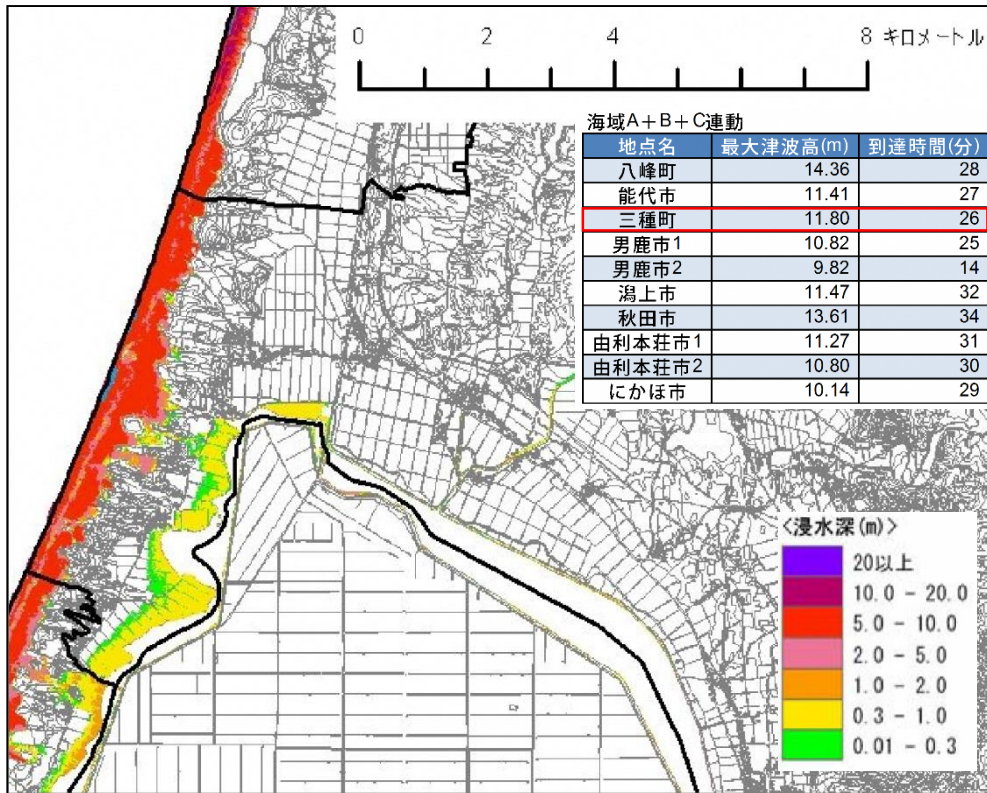 0 2 4 8 キロメートル
海域A+B+C連動
地点名 最大津波高(m) 到達時間(分)
八峰町 14.36 28
能代市 11.41 27
三種町 11.80 26
男鹿市1 10.82 25
男鹿市2 9.82 14
潟上市 11.47 32
秋田市 13.61 34
由利本荘市1 11.27 31
由利本荘市2 10.80 30
にかほ市 10.14 29
<浸水深(m)>
20以上
10.0 - 20.0
5.0 - 10.0
2.0 - 5.0
1.0 - 2.0
0.3 - 1.0
0.01 - 0.3